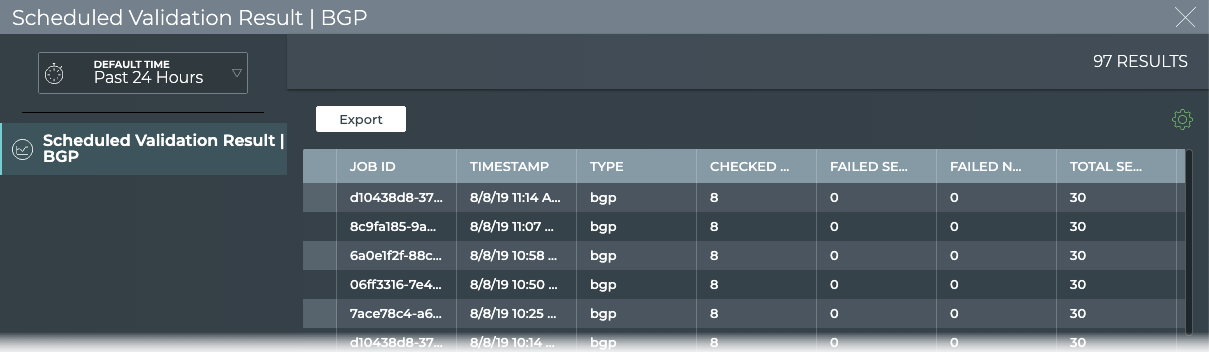 Scheduled Validation Result | BGP
DEFAULT TIME
Past 24 Hours
97 RESULTS
Scheduled Validation Result |
BGP
Export
JOB ID TIMESTAMP TYPE CHECKED ... FAILED SE... FAILED N... TOTAL SE...
d10438d8-37... 8/8/19 11:14 A... bgp 8 0 0 30
8c9fa185-9a... 8/8/19 11:07 ... bgp 8 0 0 30
6a0e1f2f-88c... 8/8/19 10:58 ... bgp 8 0 0 30
06ff3316-7e4... 8/8/19 10:50 ... bgp 8 0 0 30
7ace78c4-a6... 8/8/19 10:25 ... bgp 8 0 0 30
d10438d8-37... 8/8/19 10:14 ... bgp 8 0 0 30